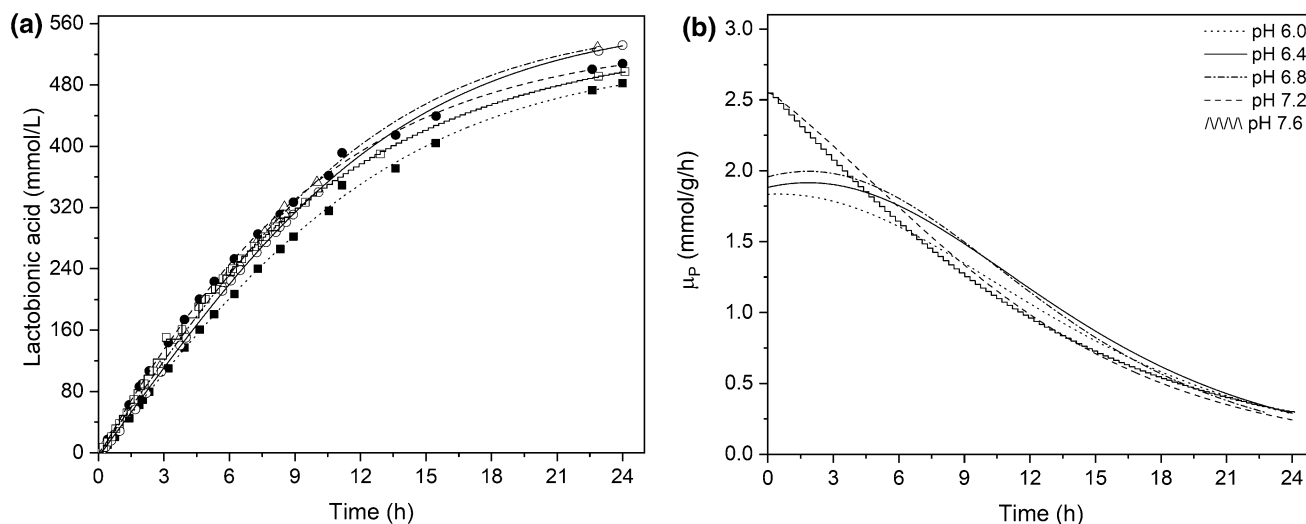 (a)
560
480
400
320
240
160
80
0
Lactobionic acid (mmol/L)
0 3 6 9 12 15 18 21 24
Time (h)
(b)
3.0
2.5
2.0
1.5
1.0
0.5
0.0
μP (mmol/g/h)
0 3 6 9 12 15 18 21 24
Time (h)
pH 6.0
pH 6.4
pH 6.8
pH 7.2
pH 7.6